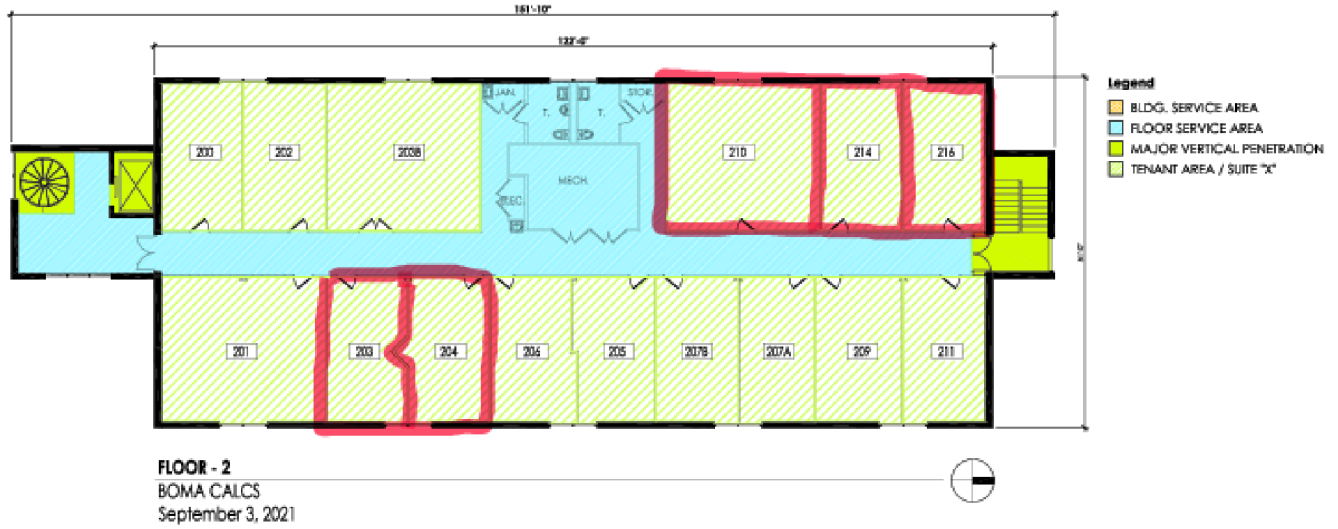 151'-10"
122'-0"
Legend
BLDG. SERVICE AREA
FLOOR SERVICE AREA
MAJOR VERTICAL PENETRATION
TENANT AREA / SUITE "X"
JAN.
T.
T.
STOR.
200
202
203B
MECH.
ELEC.
210
214
216
201
203
204
206
205
207B
207A
209
211
FLOOR - 2
BOMA CALCS
September 3, 2021